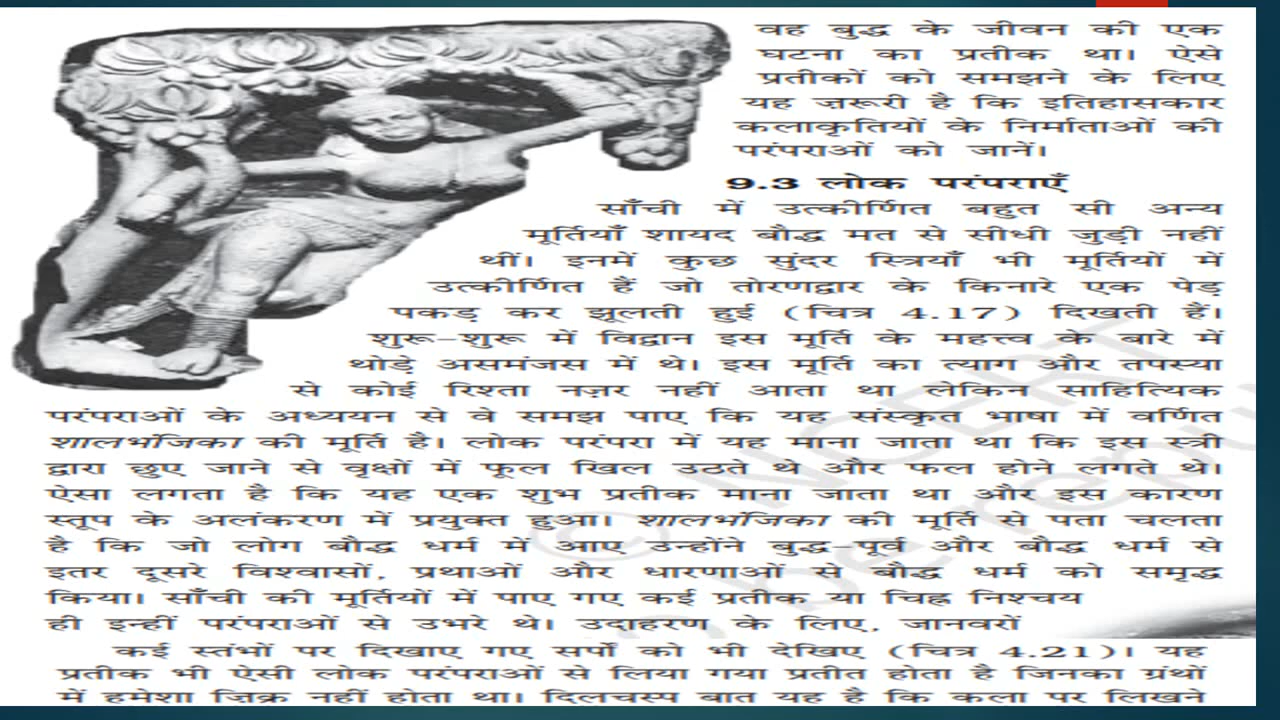 वह बुद्ध के जीवन की एक
घटना का प्रतीक था। ऐसे
प्रतीकों को समझने के लिए
यह ज़रूरी है कि इतिहासकार
कलाकृतियों के निर्माताओं की
परंपराओं को जानें।
9.3 लोक परंपराएँ
साँची में उत्कीर्णित बहुत सी अन्य
मूर्तियाँ शायद बौद्ध मत से सीधी जुड़ी नहीं
थीं। इनमें कुछ सुंदर स्त्रियाँ भी मूर्तियों में
उत्कीर्णित हैं जो तोरणद्वार के किनारे एक पेड़
पकड़ कर झूलती हुई (चित्र 4.17) दिखती हैं।
शुरू-शुरू में विद्वान इस मूर्ति के महत्त्व के बारे में
थोड़े असमंजस में थे। इस मूर्ति का त्याग और तपस्या
से कोई रिश्ता नज़र नहीं आता था लेकिन साहित्यिक
परंपराओं के अध्ययन से वे समझ पाए कि यह संस्कृत भाषा में वर्णित
शालभंजिका की मूर्ति है। लोक परंपरा में यह माना जाता था कि इस स्त्री
द्वारा छुए जाने से वृक्षों में फूल खिल उठते थे और फल होने लगते थे।
ऐसा लगता है कि यह एक शुभ प्रतीक माना जाता था और इस कारण
स्तूप के अलंकरण में प्रयुक्त हुआ। शालभंजिका की मूर्ति से पता चलता
है कि जो लोग बौद्ध धर्म में आए उन्होंने बुद्ध-पूर्व और बौद्ध धर्म से
इतर दूसरे विश्वासों, प्रथाओं और धारणाओं से बौद्ध धर्म को समृद्ध
किया। साँची की मूर्तियों में पाए गए कई प्रतीक या चिह्न निश्चय
ही इन्हीं परंपराओं से उभरे थे। उदाहरण के लिए, जानवरों
कई स्तंभों पर दिखाए गए सर्पों को भी देखिए (चित्र 4.21)। यह
प्रतीक भी ऐसी लोक परंपराओं से लिया गया प्रतीत होता है जिनका ग्रंथों
में हमेशा ज़िक्र नहीं होता था। दिलचस्प बात यह है कि कला पर लिखने